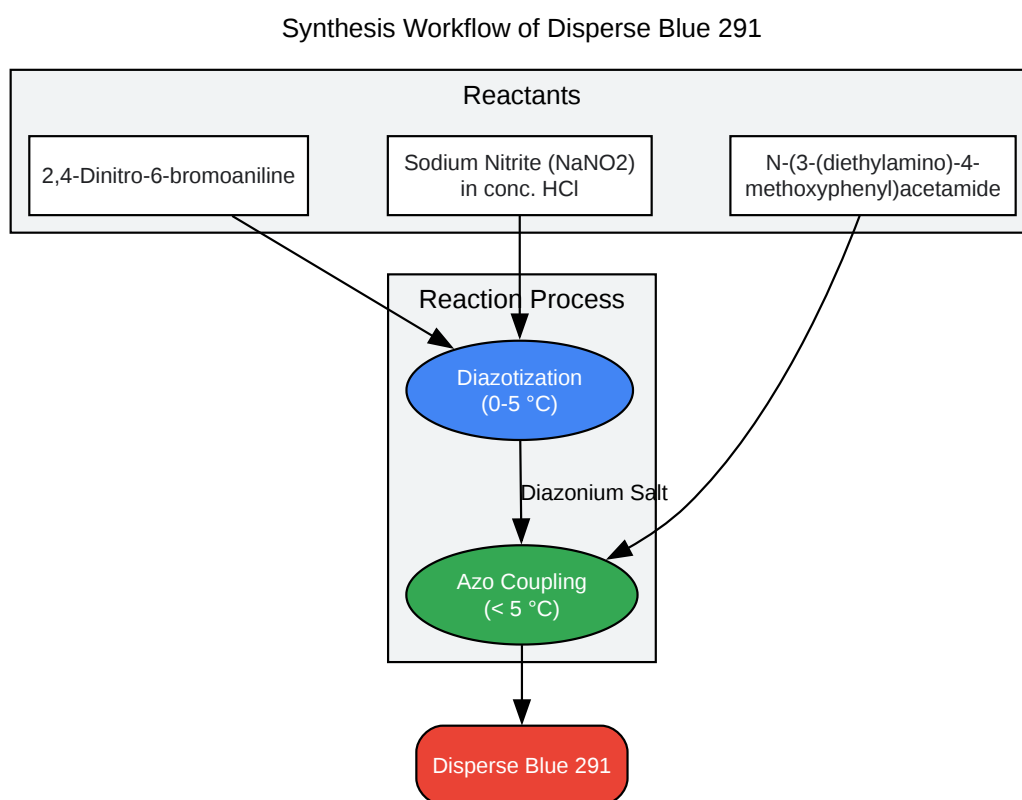 Synthesis Workflow of Disperse Blue 291
Reactants
2,4-Dinitro-6-bromoaniline
Sodium Nitrite (NaNO2)
in conc. HCl
N-(3-(diethylamino)-4-
methoxyphenyl)acetamide
Reaction Process
Diazotization
(0-5 °C)
Diazonium Salt
Azo Coupling
(< 5 °C)
Disperse Blue 291